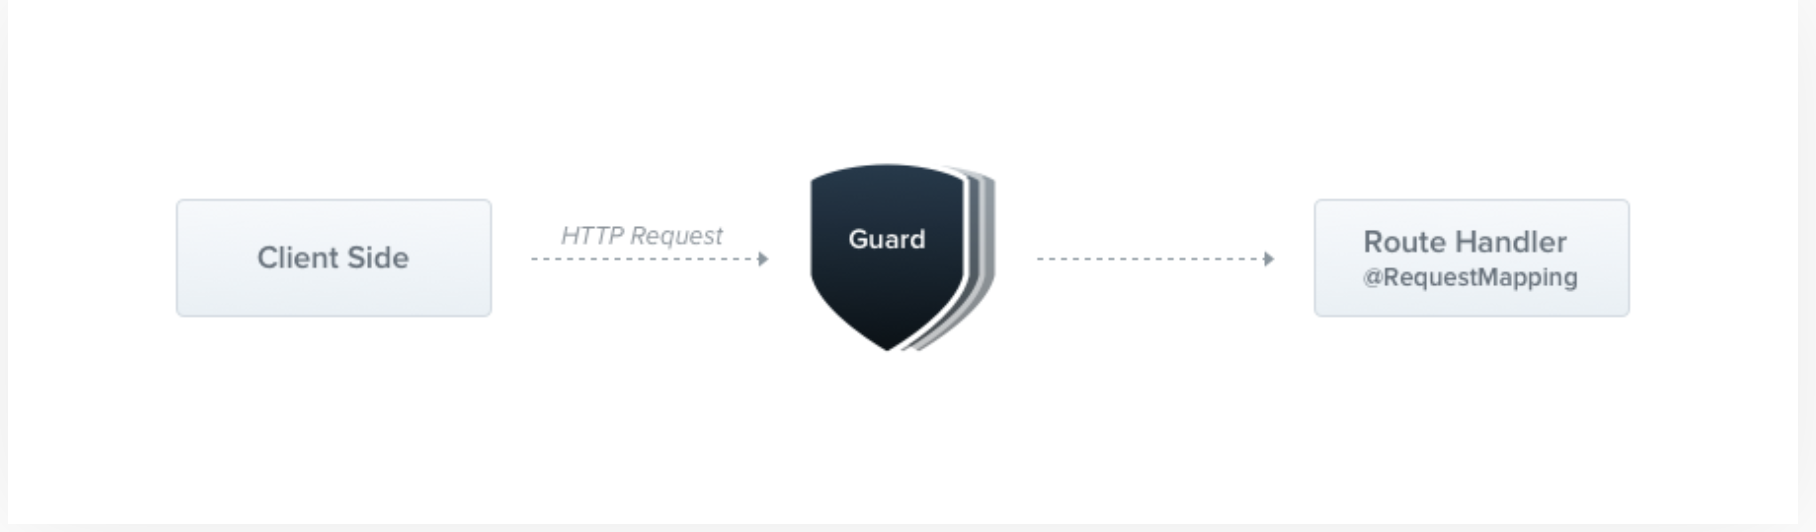 Client Side
HTTP Request
Guard
Route Handler
@RequestMapping